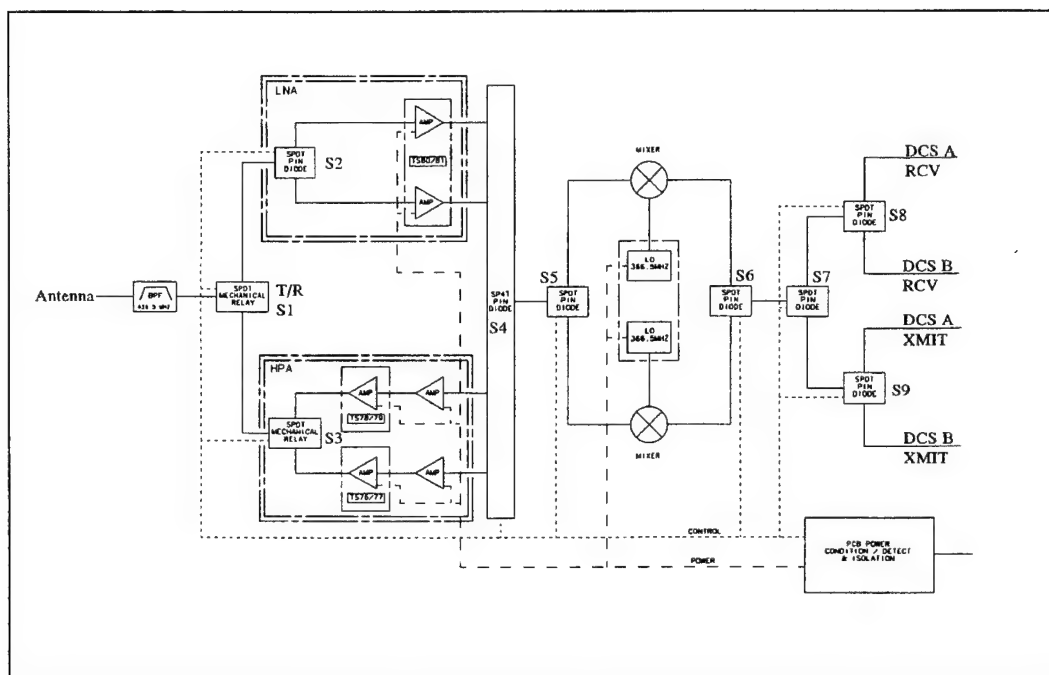 LNA
AMP
SPDT
PIN
DIODE
S2
TS80/81
AMP
SP4T
PIN
DIODE
S4
MIXER
LO
366.5MHZ
LO
366.5MHZ
MIXER
S5
SPDT
PIN
DIODE
S6
SPDT
PIN
DIODE
S7
SPDT
PIN
DIODE
DCS A
RCV
SPDT
PIN
DIODE
S8
DCS B
RCV
DCS A
XMIT
SPDT
PIN
DIODE
S9
DCS B
XMIT
Antenna
BPF
SPDT
MECHANICAL
RELAY
T/R
S1
HPA
AMP
AMP
TS78/79
SPDT
MECHANICAL
RELAY
S3
AMP
AMP
TS76/77
CONTROL
POWER
PCB POWER
CONDITION / DETECT
& ISOLATION